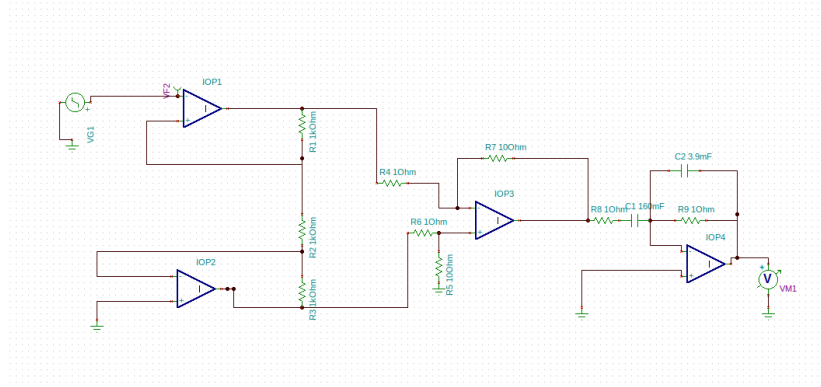 IOP1
VF2
VG1
R1 1kOhm
R2 1kOhm
R3 1kOhm
IOP2
R4 1Ohm
R6 1Ohm
R5 10Ohm
R7 10Ohm
IOP3
R8 1Ohm
C1 160mF
C2 3.9mF
R9 1Ohm
IOP4
V
VM1